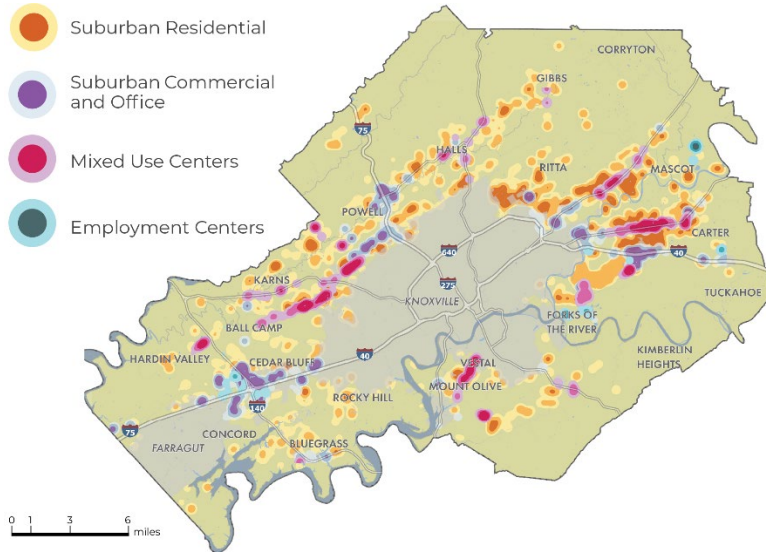 Suburban Residential
Suburban Commercial
and Office
Mixed Use Centers
Employment Centers
CORRYTON
GIBBS
75
HALLS
RITTA
MASCOT
POWELL
CARTER
640
40
KARNS
275
TUCKAHOE
KNOXVILLE
BALL CAMP
FORKS OF
THE RIVER
HARDIN VALLEY
CEDAR BLUFF
40
VESTAL
KIMBERLIN
HEIGHTS
MOUNT OLIVE
ROCKY HILL
140
75
CONCORD
BLUEGRASS
FARRAGUT
0 1 3 6
miles